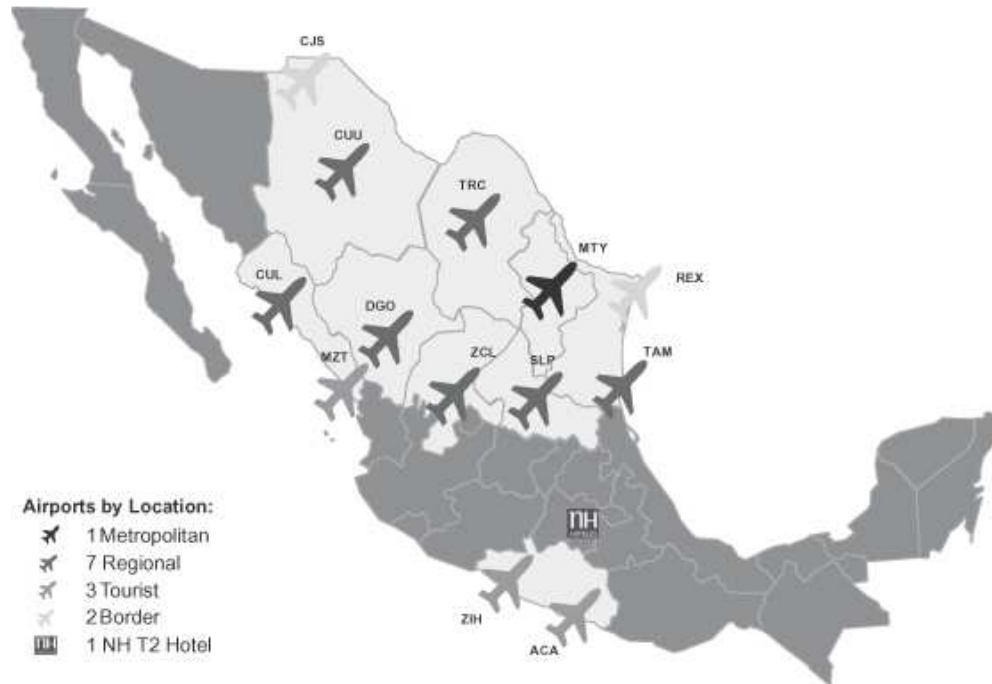 CJS
CUU
TRC
MTY
CUL
REX
DGO
MZT
ZCL
SLP
TAM
Airports by Location:
1 Metropolitan
7 Regional
3 Tourist
2 Border
1 NH T2 Hotel
nH
ZIH
ACA